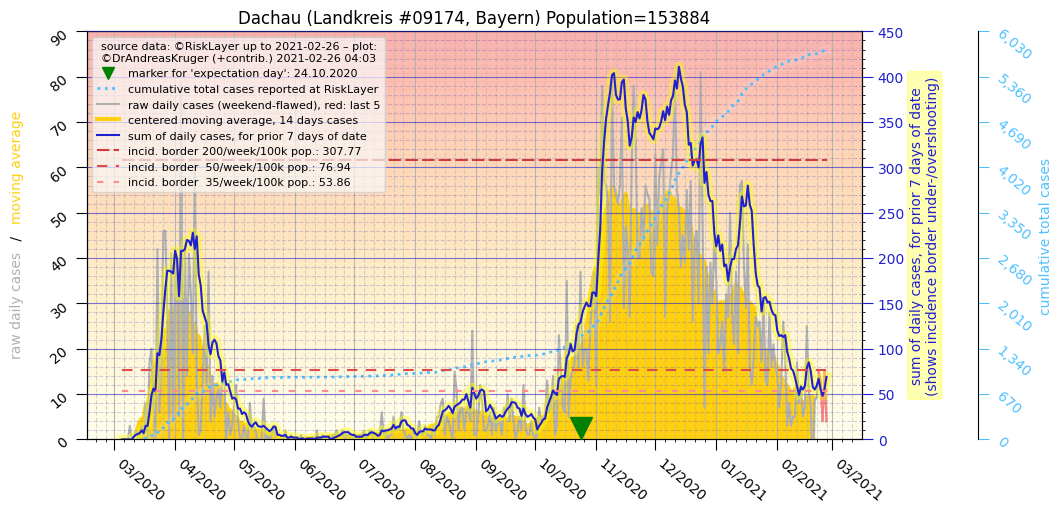 Dachau (Landkreis #09174, Bayern) Population=153884
source data: ©RiskLayer up to 2021-02-26 – plot:
©DrAndreasKruger (+contrib.) 2021-02-26 04:03
marker for 'expectation day': 24.10.2020
cumulative total cases reported at RiskLayer
raw daily cases (weekend-flawed), red: last 5
centered moving average, 14 days cases
sum of daily cases, for prior 7 days of date
incid. border 200/week/100k pop.: 307.77
incid. border  50/week/100k pop.: 76.94
incid. border  35/week/100k pop.: 53.86
raw daily cases / moving average
90
80
70
60
50
40
30
20
10
0
03/2020
04/2020
05/2020
06/2020
07/2020
08/2020
09/2020
10/2020
11/2020
01/2021
02/2021
03/2021
450
400
350
300
250
200
150
100
50
0
sum of daily cases, for prior 7 days of date
(shows incidence border under-/overshooting)
6,030
5,360
4,690
4,020
3,350
2,680
2,010
1,340
670
0
cumulative total cases